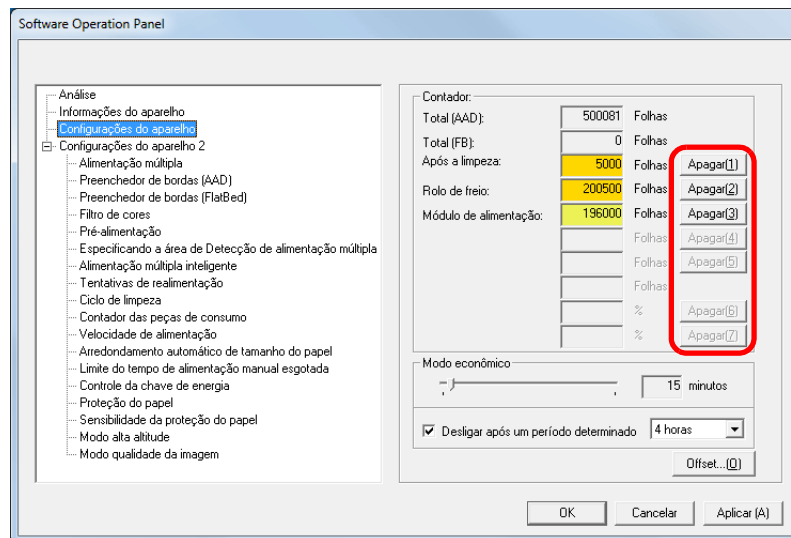 Software Operation Panel
Análise
Informações do aparelho
Configurações do aparelho
Configurações do aparelho 2
Alimentação múltipla
Preenchedor de bordas (AAD)
Preenchedor de bordas (FlatBed)
Filtro de cores
Pré-alimentação
Especificando a área de Detecção de alimentação múltipla
Alimentação múltipla inteligente
Tentativas de realimentação
Ciclo de limpeza
Contador das peças de consumo
Velocidade de alimentação
Arredondamento automático de tamanho do papel
Limite do tempo de alimentação manual esgotada
Controle da chave de energia
Proteção do papel
Sensibilidade da proteção do papel
Modo alta altitude
Modo qualidade da imagem
Contador:
Total (AAD): 500081 Folhas
Total (FB): 0 Folhas
Após a limpeza: 5000 Folhas Apagar(1)
Rolo de freio: 200500 Folhas Apagar(2)
Módulo de alimentação: 196000 Folhas Apagar(3)
Folhas Apagar(4)
Folhas Apagar(5)
Folhas
% Apagar(6)
% Apagar(7)
Modo econômico
15 minutos
Desligar após um período determinado 4 horas
Offset...(O)
OK Cancelar Aplicar (A)